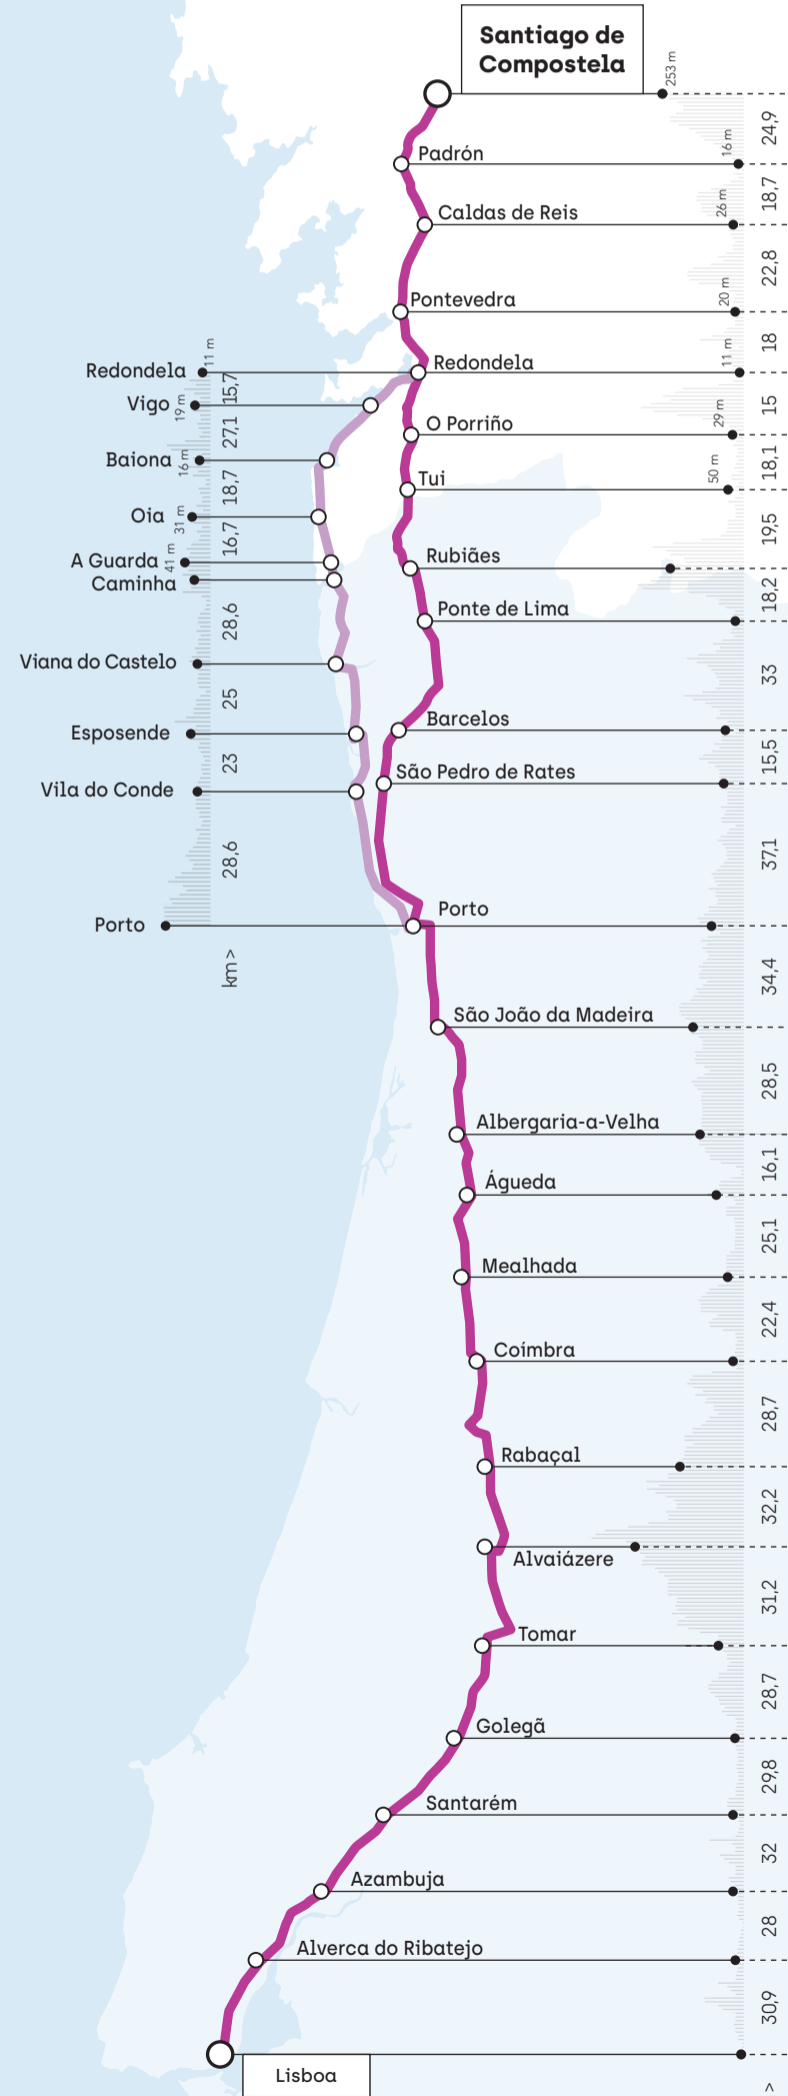 Santiago de
Compostela
253 m
24,9
Padrón
16 m
18,7
Caldas de Reis
26 m
22,8
Pontevedra
20 m
18
Redondela
11 m
15,7
Redondela
11 m
15
Vigo
19 m
27,1
O Porriño
29 m
18,1
Baiona
16 m
18,7
Tui
50 m
19,5
Oia
31 m
16,7
A Guarda
41 m
Rubiães
18,2
Caminha
28,6
Ponte de Lima
33
Viana do Castelo
25
Barcelos
15,5
Esposende
23
São Pedro de Rates
37,1
Vila do Conde
28,6
Porto
km >
Porto
34,4
São João da Madeira
28,5
Albergaria-a-Velha
16,1
Águeda
25,1
Mealhada
22,4
Coímbra
28,7
Rabaçal
32,2
Alvaiázere
31,2
Tomar
28,7
Golegã
29,8
Santarém
32
Azambuja
28
Alverca do Ribatejo
30,9
Lisboa
>